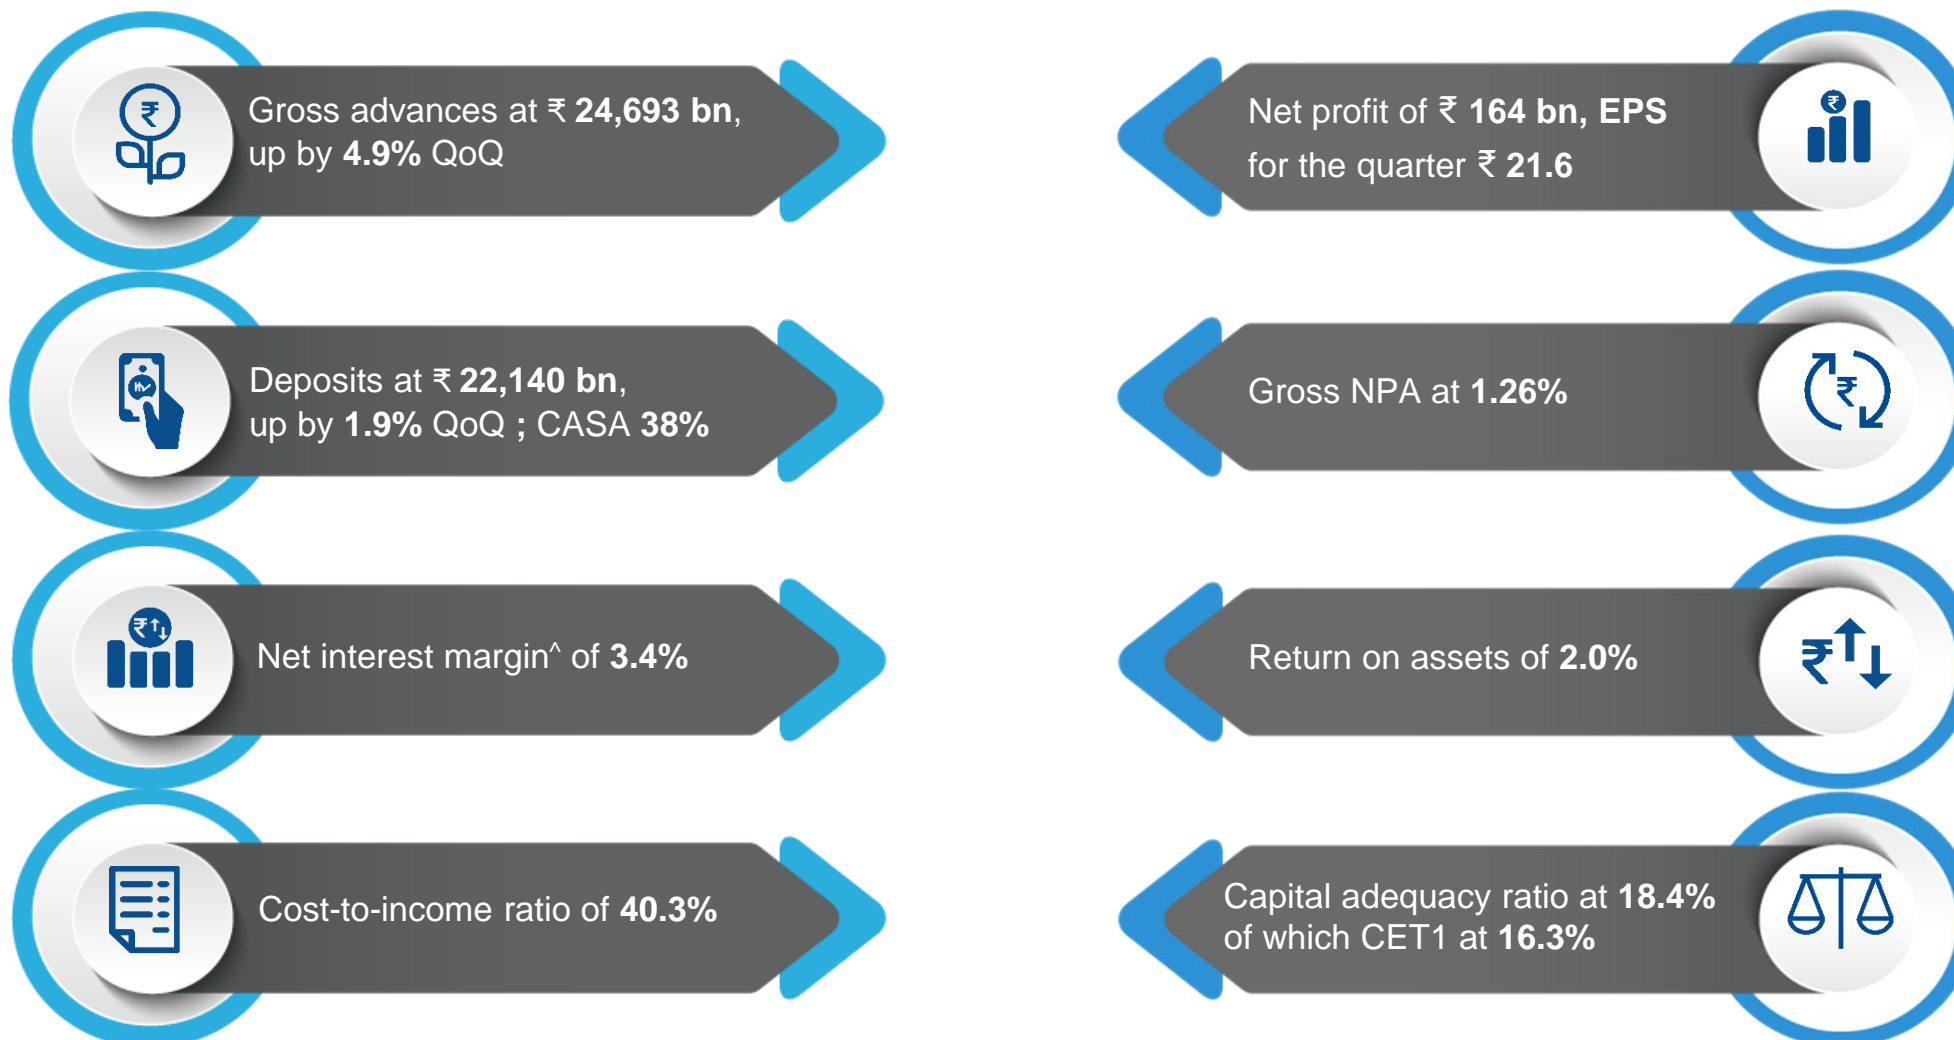 Gross advances at ₹ 24,693 bn,
up by 4.9% QoQ
Deposits at ₹ 22,140 bn,
up by 1.9% QoQ ; CASA 38%
Net interest margin^ of 3.4%
Cost-to-income ratio of 40.3%
Net profit of ₹ 164 bn, EPS
for the quarter ₹ 21.6
Gross NPA at 1.26%
Return on assets of 2.0%
Capital adequacy ratio at 18.4%
of which CET1 at 16.3%